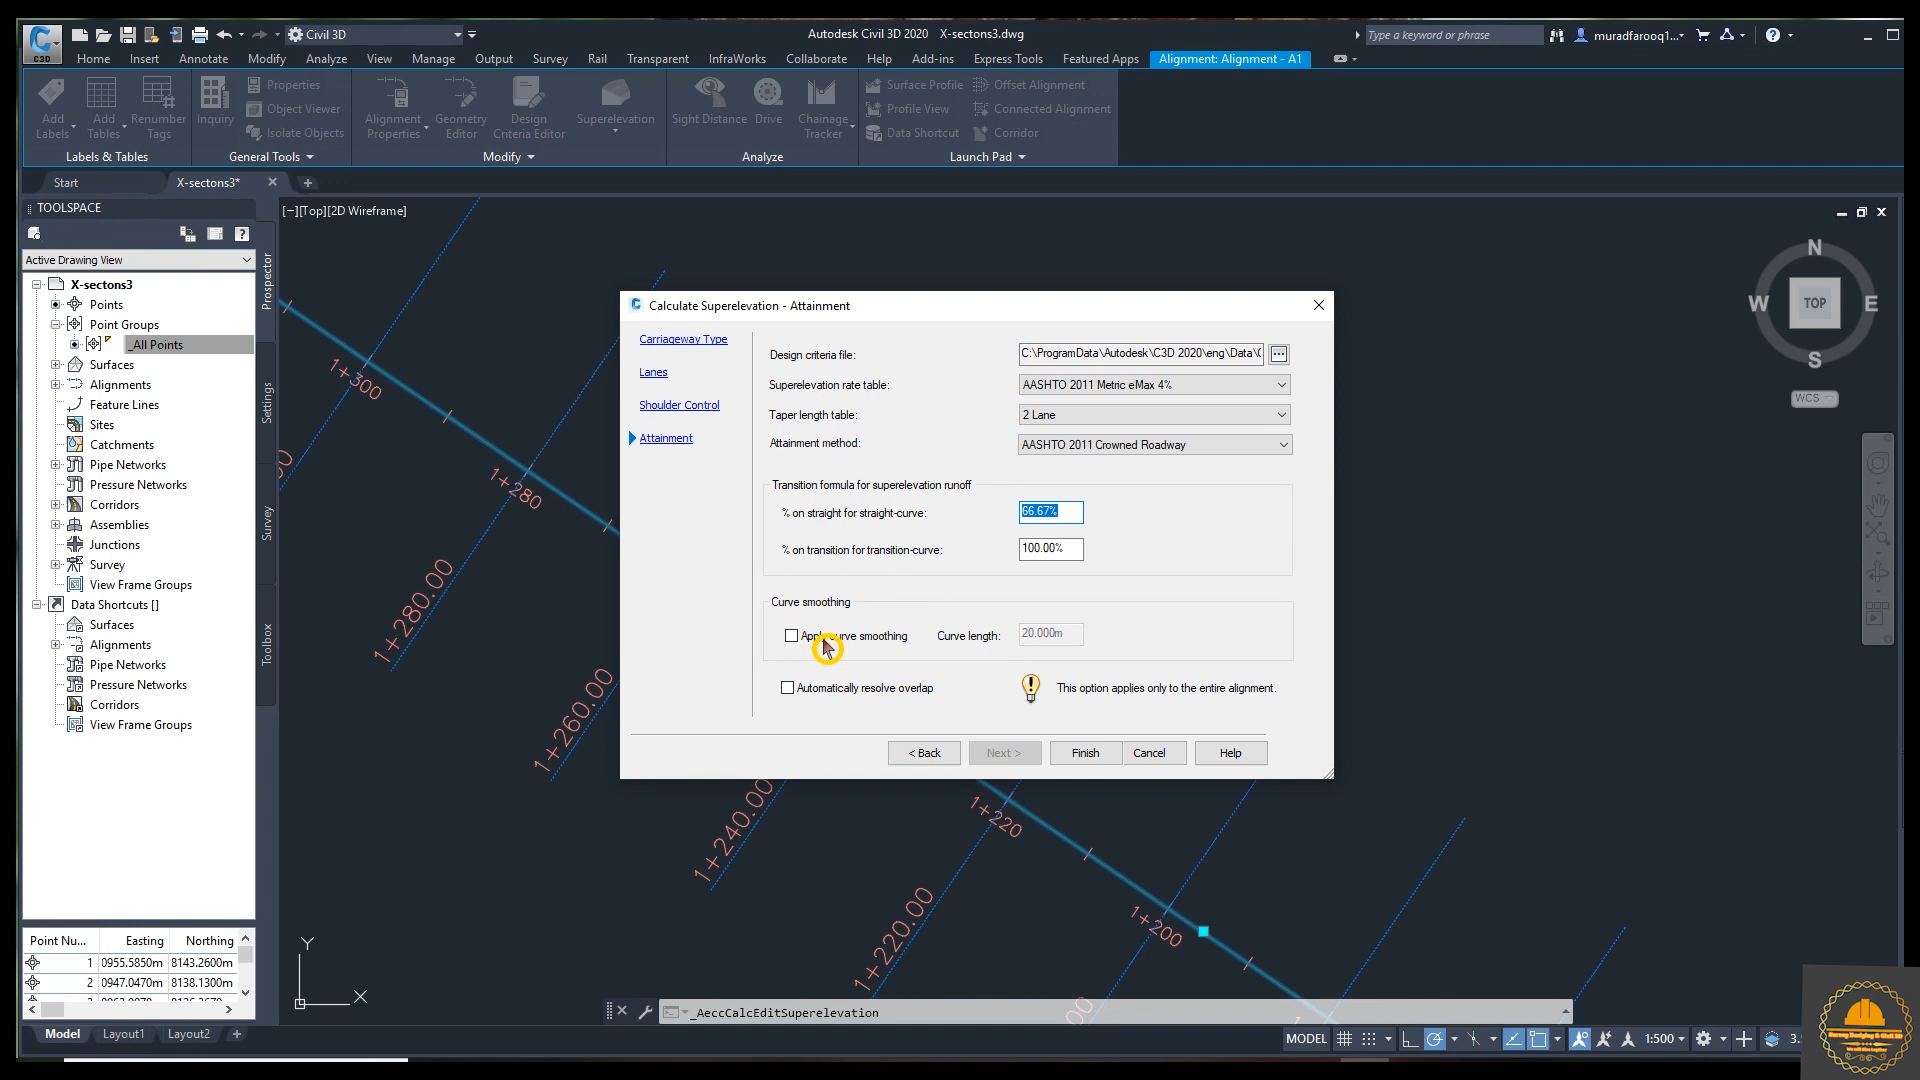 Civil 3D
Autodesk Civil 3D 2020 X-sectons3.dwg
Type a keyword or phrase
muradfarooq1...
C3D
Home Insert Annotate Modify Analyze View Manage Output Survey Rail Transparent InfraWorks Collaborate Help Add-ins Express Tools Featured Apps Alignment: Alignment - A1
Add Labels
Add Tables
Renumber Tags
Inquiry
Properties
Object Viewer
Isolate Objects
Alignment Properties
Geometry Editor
Design Criteria Editor
Superelevation
Sight Distance
Drive
Chainage Tracker
Surface Profile
Profile View
Data Shortcut
Offset Alignment
Connected Alignment
Corridor
Labels & Tables
General Tools
Modify
Analyze
Launch Pad
Start
X-sectons3*
TOOLSPACE
Active Drawing View
X-sectons3
Points
Point Groups
_All Points
Surfaces
Alignments
Feature Lines
Sites
Catchments
Pipe Networks
Pressure Networks
Corridors
Assemblies
Junctions
Survey
View Frame Groups
Data Shortcuts []
Surfaces
Alignments
Pipe Networks
Pressure Networks
Corridors
View Frame Groups
Prospector
Settings
Survey
Toolbox
Point Nu... Easting Northing
1 0955.5850m 8143.2600m
2 0947.0470m 8138.1300m
Model Layout1 Layout2
[−][Top][2D Wireframe]
N
W TOP E
S
WCS
1+300
1+280
1+280.00
1+260.00
1+240.00
1+220
1+220.00
1+200
Y
X
Calculate Superelevation - Attainment
Carriageway Type
Lanes
Shoulder Control
Attainment
Design criteria file: C:\ProgramData\Autodesk\C3D 2020\eng\Data\
Superelevation rate table: AASHTO 2011 Metric eMax 4%
Taper length table: 2 Lane
Attainment method: AASHTO 2011 Crowned Roadway
Transition formula for superelevation runoff
% on straight for straight-curve: 66.67%
% on transition for transition-curve: 100.00%
Curve smoothing
Apply curve smoothing Curve length: 20.000m
Automatically resolve overlap This option applies only to the entire alignment.
< Back Next > Finish Cancel Help
_AeccCalcEditSuperelevation
MODEL
1:500